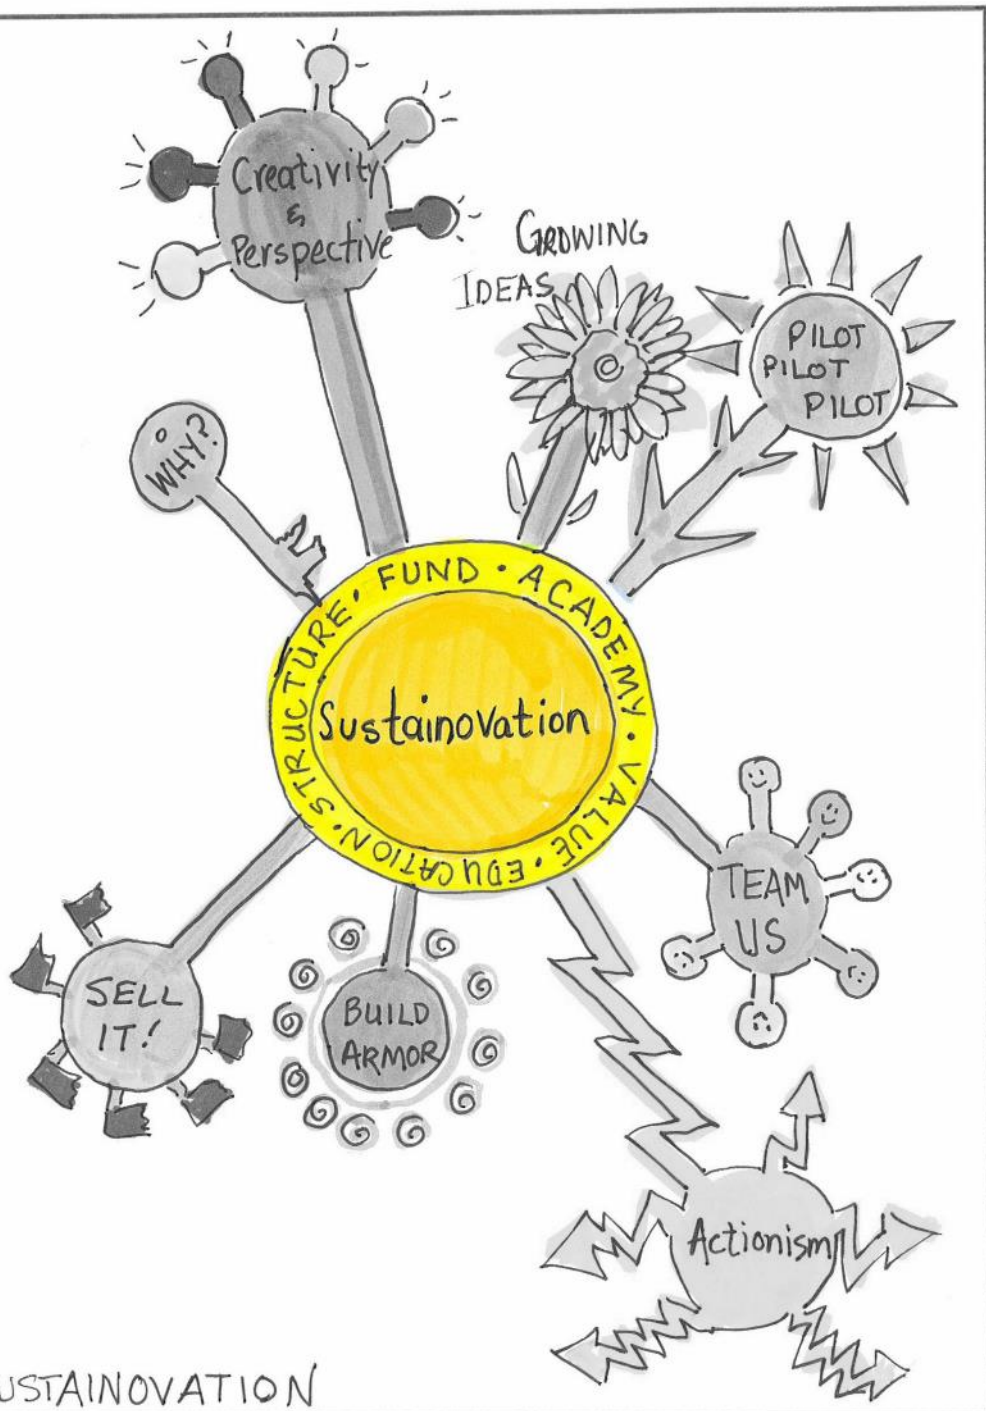 Creativity
&
Perspective
GROWING
IDEAS
PILOT
PILOT
PILOT
WHY?
STRUCTURE · FUND · ACADEMY · VALUE · EDUCATION ·
Sustainovation
TEAM
US
SELL
IT!
BUILD
ARMOR
Actionism
USTAINOVATION